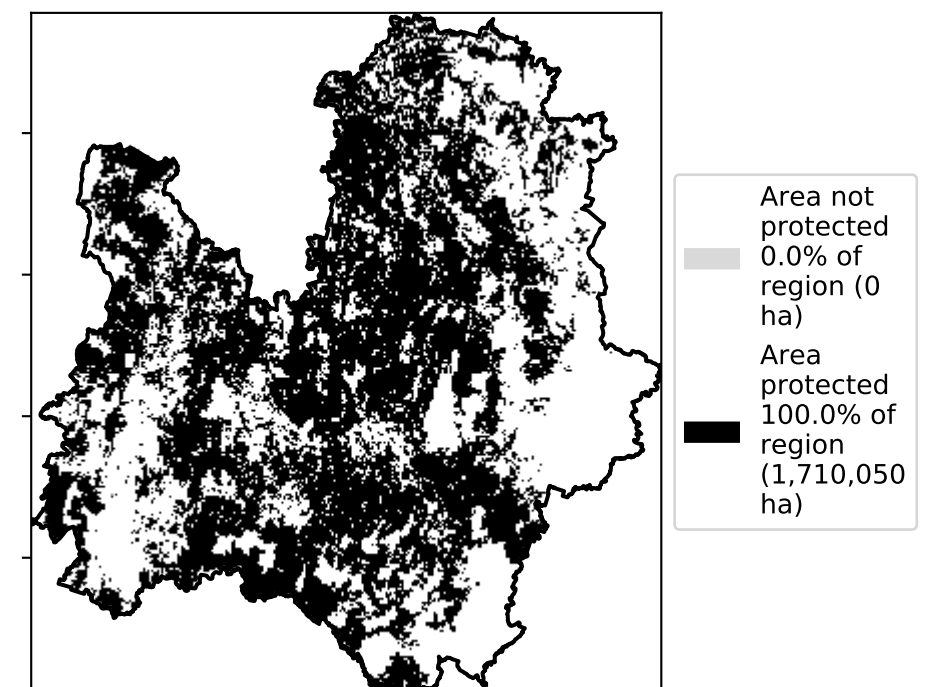 Area not
protected
0.0% of
region (0
ha)
Area
protected
100.0% of
region
(1,710,050
ha)